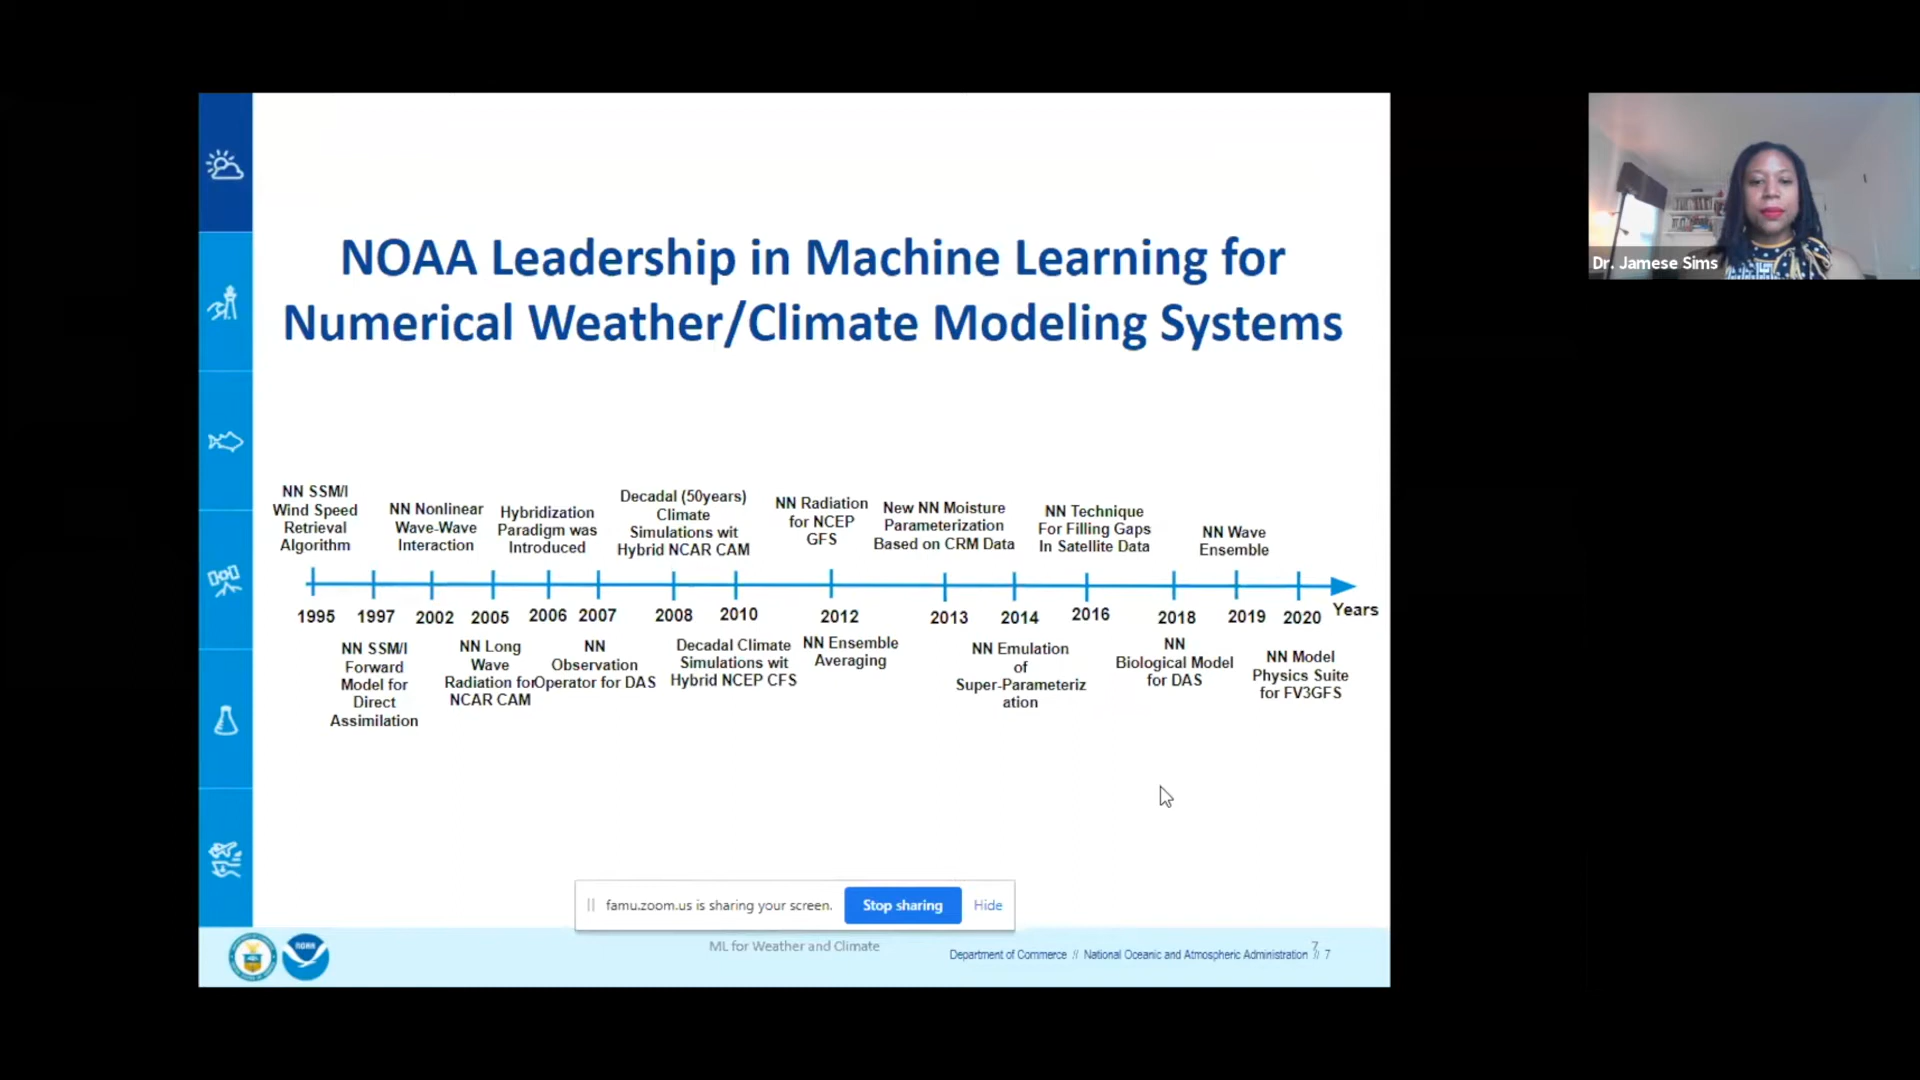 NOAA Leadership in Machine Learning for
Numerical Weather/Climate Modeling Systems
Dr. Jamese Sims
NN SSM/I
Wind Speed
Retrieval
Algorithm
NN Nonlinear
Wave-Wave
Interaction
Hybridization
Paradigm was
Introduced
Decadal (50years)
Climate
Simulations wit
Hybrid NCAR CAM
NN Radiation
for NCEP
GFS
New NN Moisture
Parameterization
Based on CRM Data
NN Technique
For Filling Gaps
In Satellite Data
NN Wave
Ensemble
1995 1997 2002 2005 2006 2007 2008 2010 2012 2013 2014 2016 2018 2019 2020 Years
NN SSM/I
Forward
Model for
Direct
Assimilation
NN Long
Wave
Radiation for
NCAR CAM
NN
Observation
Operator for DAS
Decadal Climate
Simulations wit
Hybrid NCEP CFS
NN Ensemble
Averaging
NN Emulation
of
Super-Parameteriz
ation
NN
Biological Model
for DAS
NN Model
Physics Suite
for FV3GFS
famu.zoom.us is sharing your screen. Stop sharing Hide
NOAA
ML for Weather and Climate
7
Department of Commerce // National Oceanic and Atmospheric Administration // 7